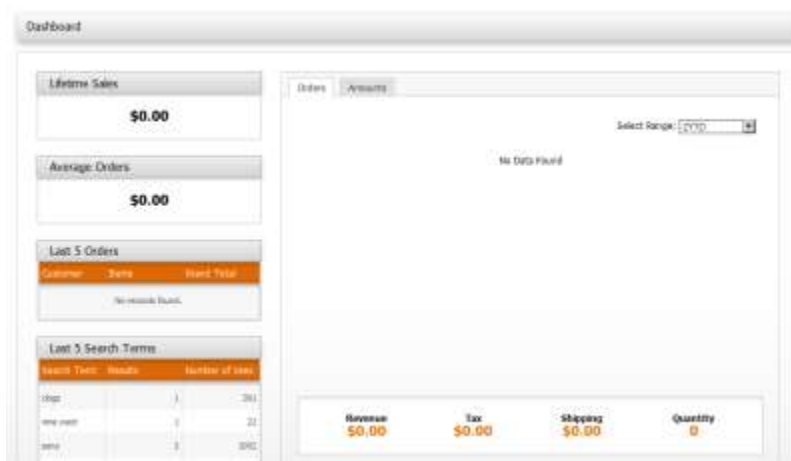 Dashboard
Lifetime Sales
$0.00
Average Orders
$0.00
Last 5 Orders
Customer Items Grand Total
No records found.
Last 5 Search Terms
Search Term Results Number of Uses
1
1
Orders Amounts
Select Range: 2YTD
No Data Found
Revenue Tax Shipping Quantity
$0.00 $0.00 $0.00 0